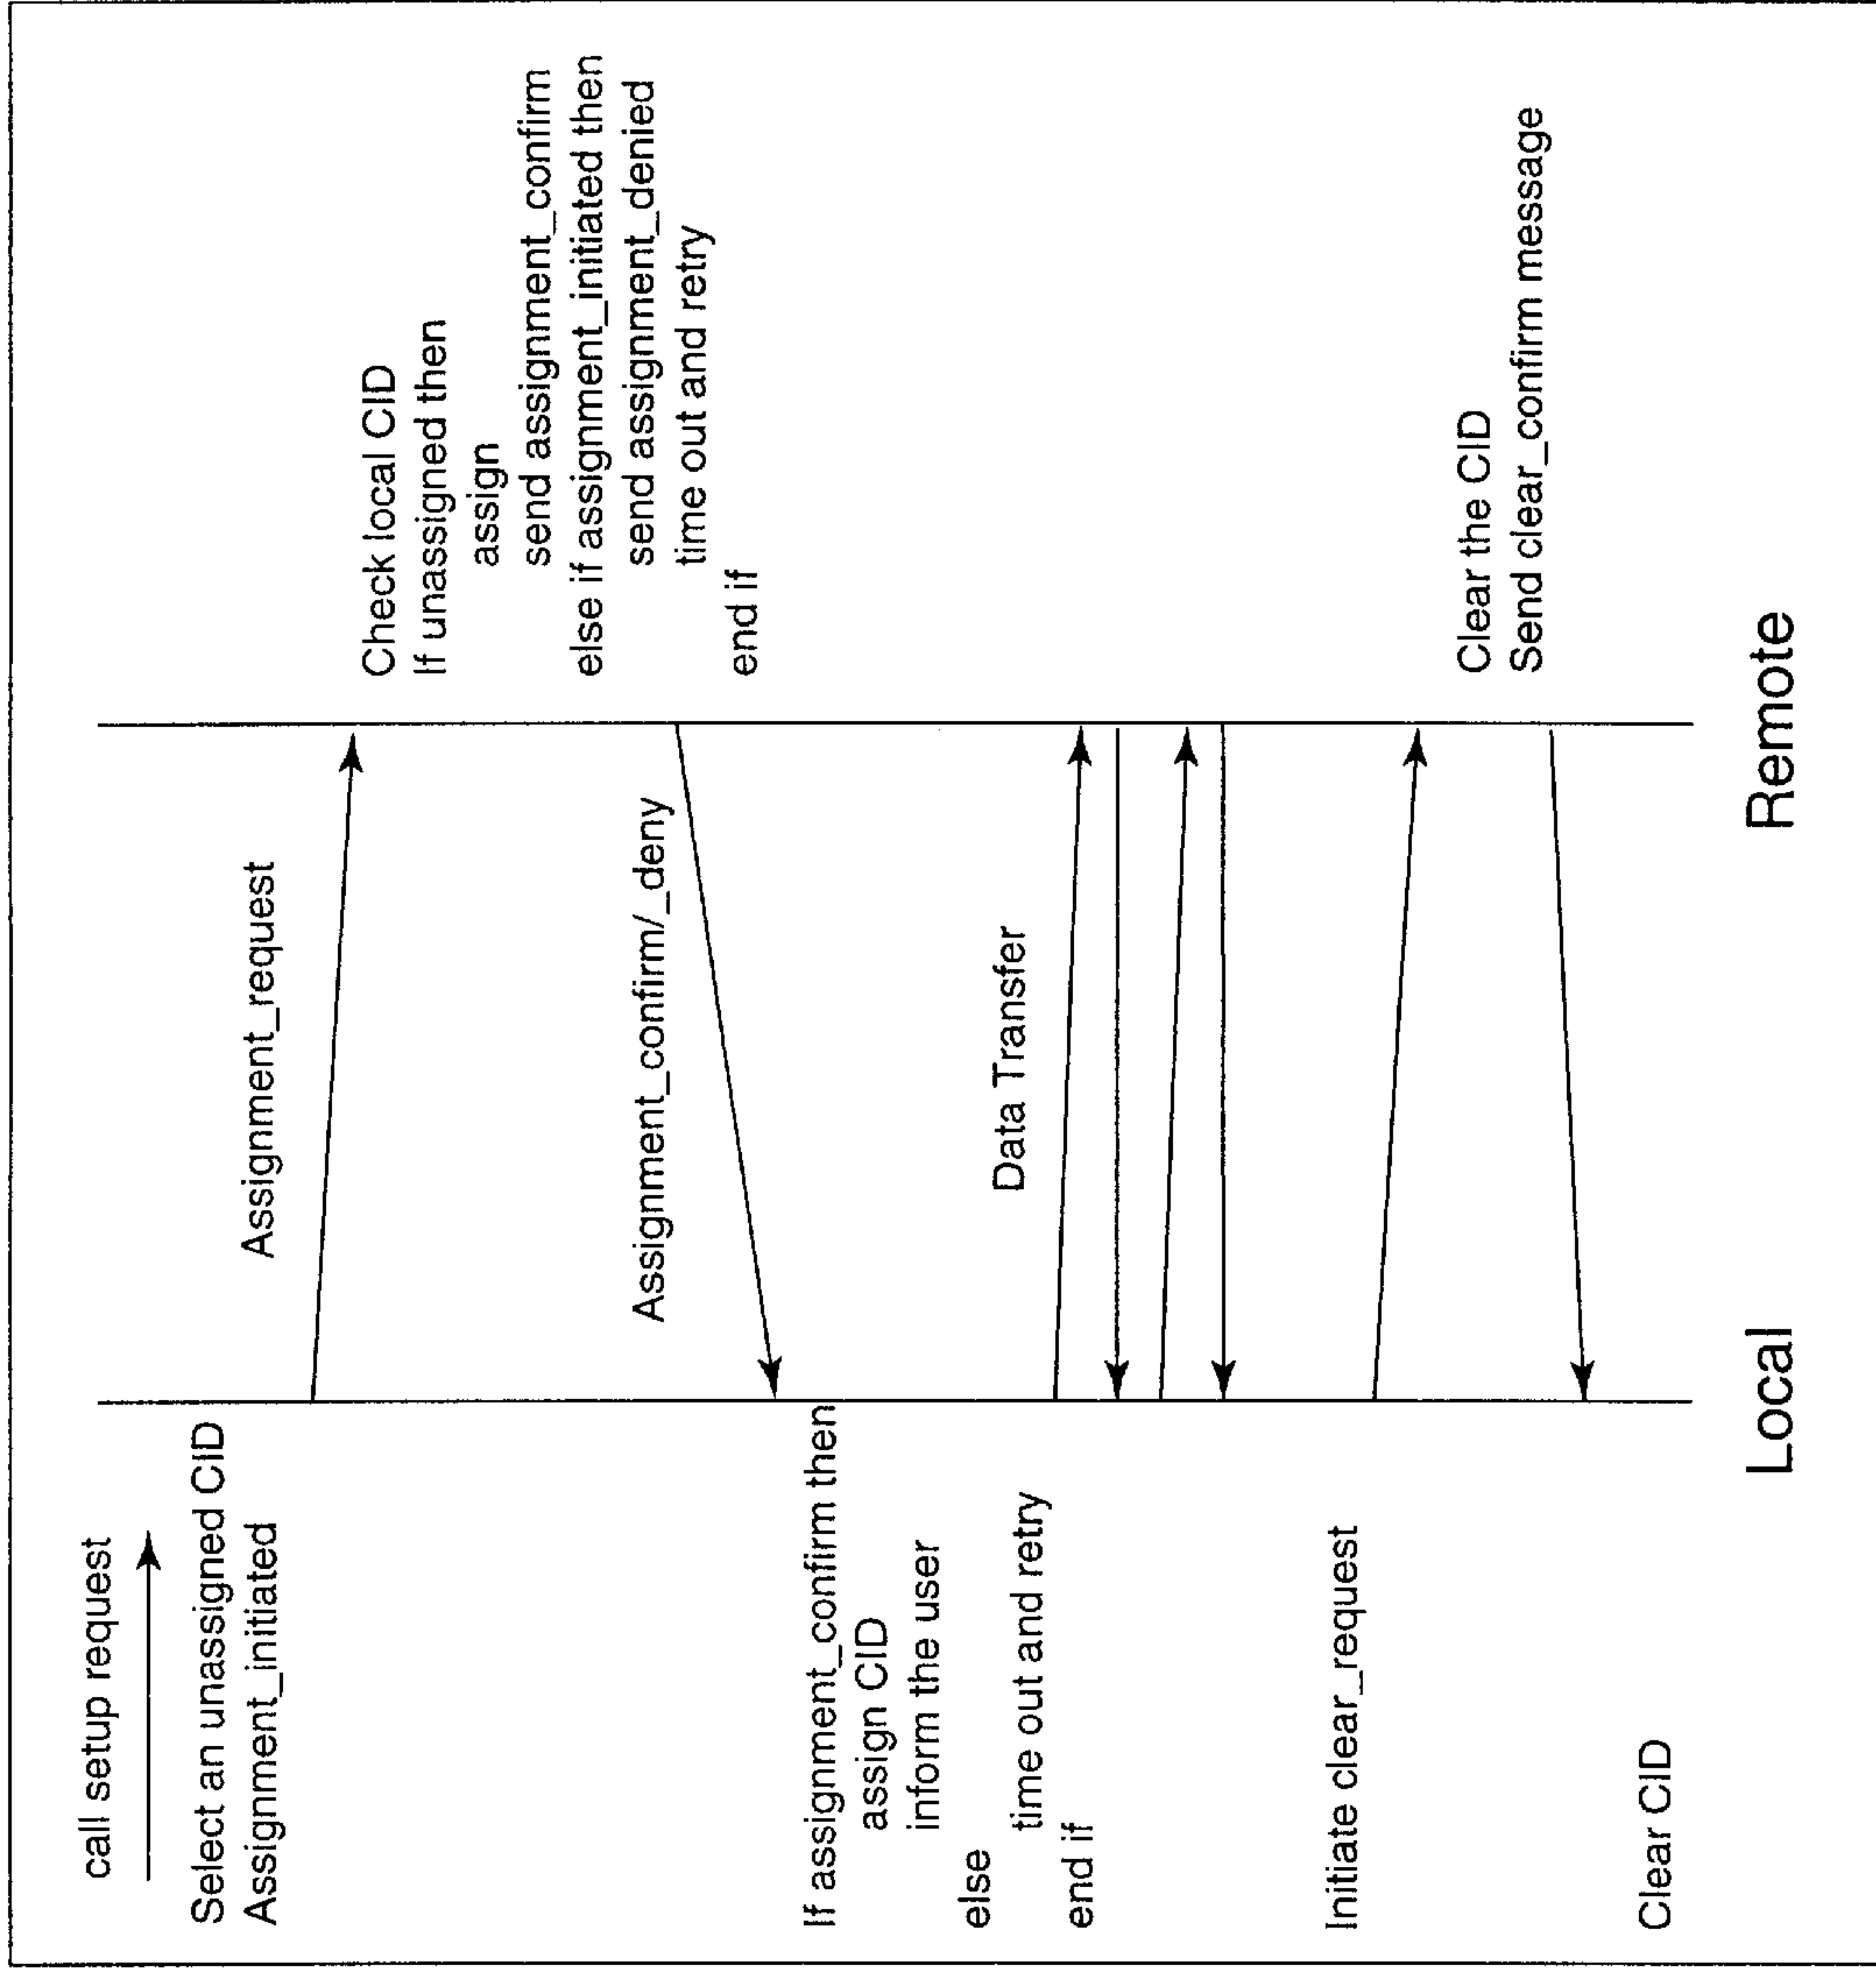 call setup request
Select an unassigned CID
Assignment_initiated
Assignment_request
Check local CID
If unassigned then
assign
send assignment_confirm
else if assignment_initiated then
send assignment_denied
time out and retry
end if
Assignment_confirm/_deny
If assignment_confirm then
assign CID
inform the user
else
time out and retry
end if
Data Transfer
Initiate clear_request
Clear the CID
Send clear_confirm message
Clear CID
Local
Remote